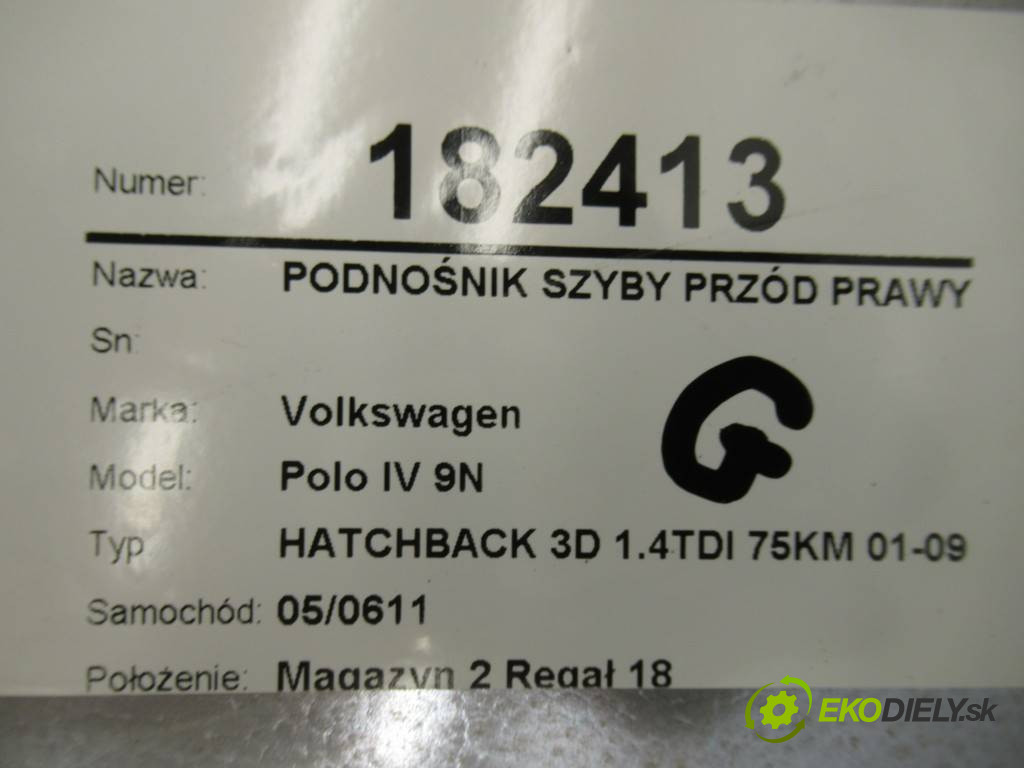 Numer: 182413
Nazwa: PODNOŚNIK SZYBY PRZÓD PRAWY
Sn:
Marka: Volkswagen
G
Model: Polo IV 9N
Typ HATCHBACK 3D 1.4TDI 75KM 01-09
Samochód: 05/0611
Położenie: Magazyn 2 Regał 18
EKODIELY.sk